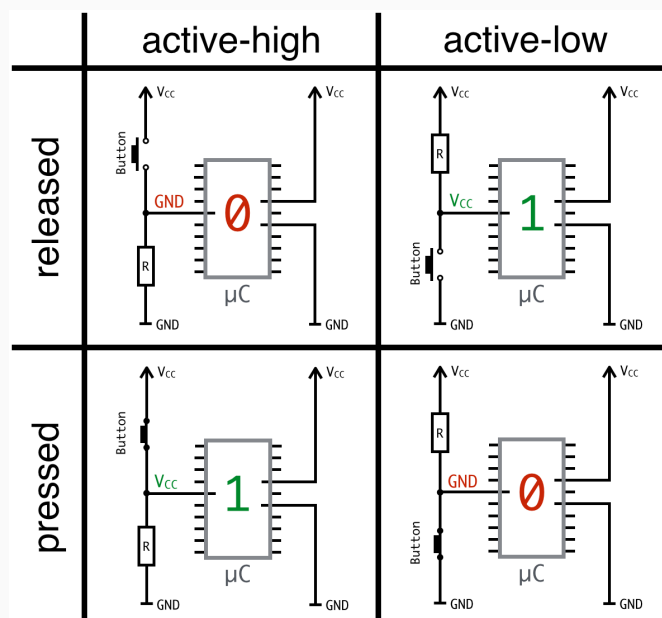 active-high
active-low
released
Vcc
Vcc
Button
GND
0
R
µC
GND
GND
Vcc
Vcc
R
Vcc
1
Button
µC
GND
GND
pressed
Vcc
Vcc
Button
Vcc
1
R
µC
GND
GND
Vcc
Vcc
R
GND
0
Button
µC
GND
GND